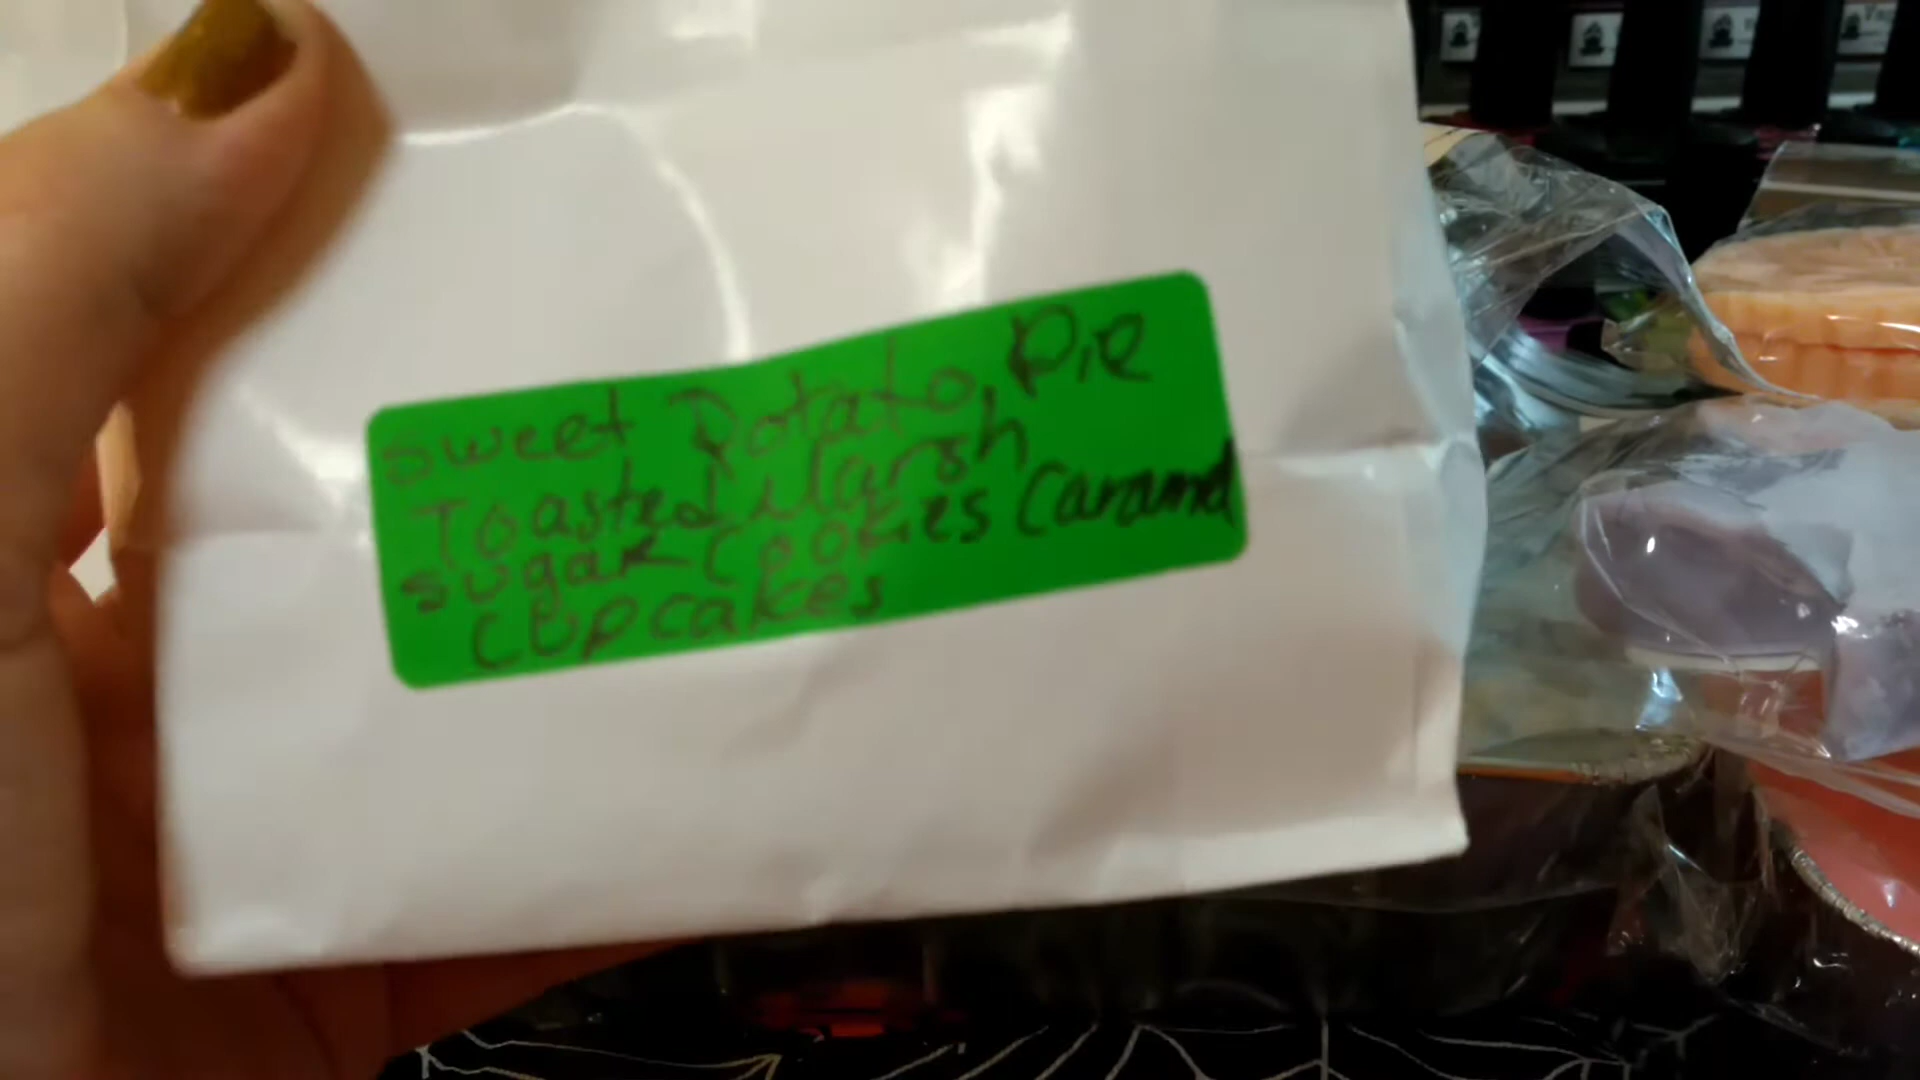 sweet Potato, Pie
Toasted Marsh
sugar Cookies Caramel
Cupcakes